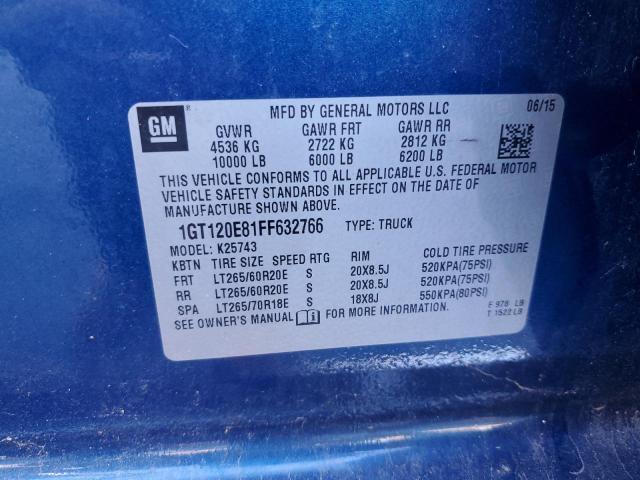 GM
®
MFD BY GENERAL MOTORS LLC 06/15
GVWR GAWR FRT GAWR RR
4536 KG 2722 KG 2812 KG
10000 LB 6000 LB 6200 LB
THIS VEHICLE CONFORMS TO ALL APPLICABLE U.S. FEDERAL MOTOR
VEHICLE SAFETY STANDARDS IN EFFECT ON THE DATE OF
MANUFACTURE SHOWN ABOVE.
1GT120E81FF632766 TYPE: TRUCK
MODEL: K25743
KBTN TIRE SIZE SPEED RTG RIM COLD TIRE PRESSURE
FRT LT265/60R20E S 20X8.5J 520KPA(75PSI)
RR LT265/60R20E S 20X8.5J 520KPA(75PSI)
SPA LT265/70R18E S 18X8J 550KPA(80PSI)
SEE OWNER'S MANUAL i FOR MORE INFORMATION.
F 978 LB
T 1522 LB